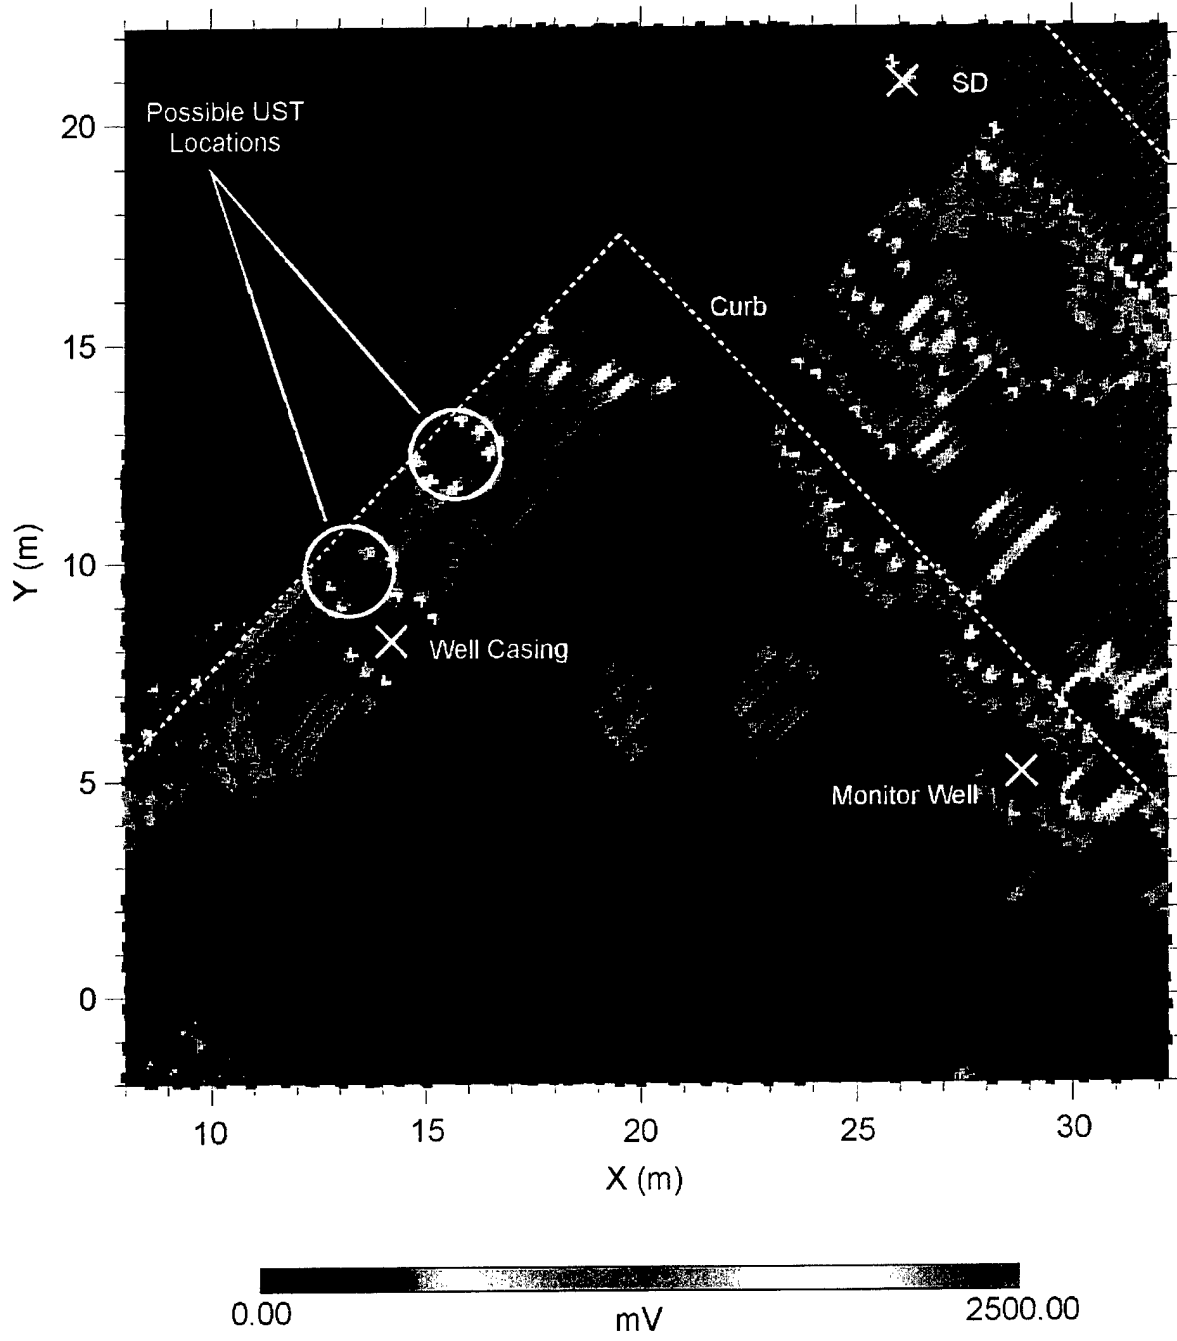 SD
Possible UST
Locations
20
Curb
15
Y (m)
10
Well Casing
5
Monitor Well
0
10
15
20
25
30
X (m)
0.00
mV
2500.00